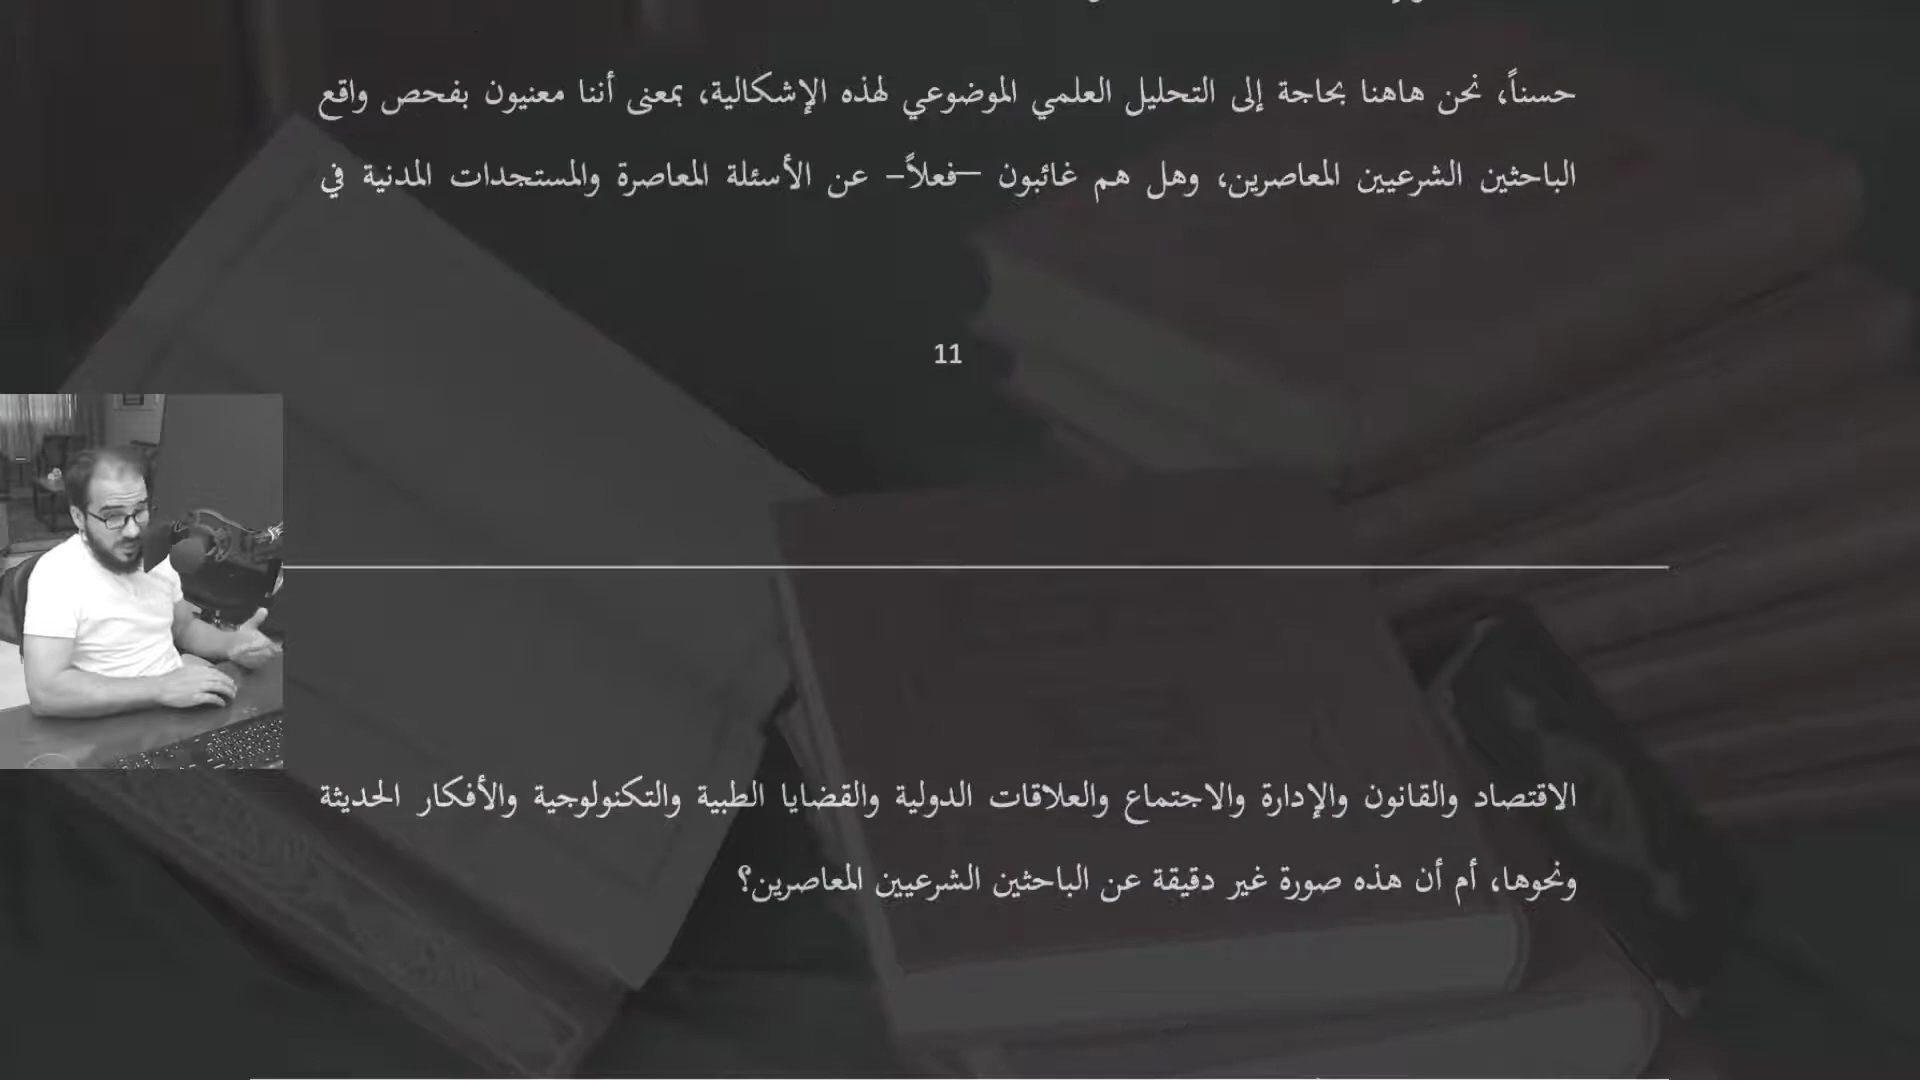 حسناً، نحن هاهنا بحاجة إلى التحليل العلمي الموضوعي لهذه الإشكالية، بمعنى أننا معنيون بفحص واقع
الباحثين الشرعيين المعاصرين، وهل هم غائبون –فعلاً– عن الأسئلة المعاصرة والمستجدات المدنية في
11
الاقتصاد والقانون والإدارة والاجتماع والعلاقات الدولية والقضايا الطبية والتكنولوجية والأفكار الحديثة
ونحوها، أم أن هذه صورة غير دقيقة عن الباحثين الشرعيين المعاصرين؟